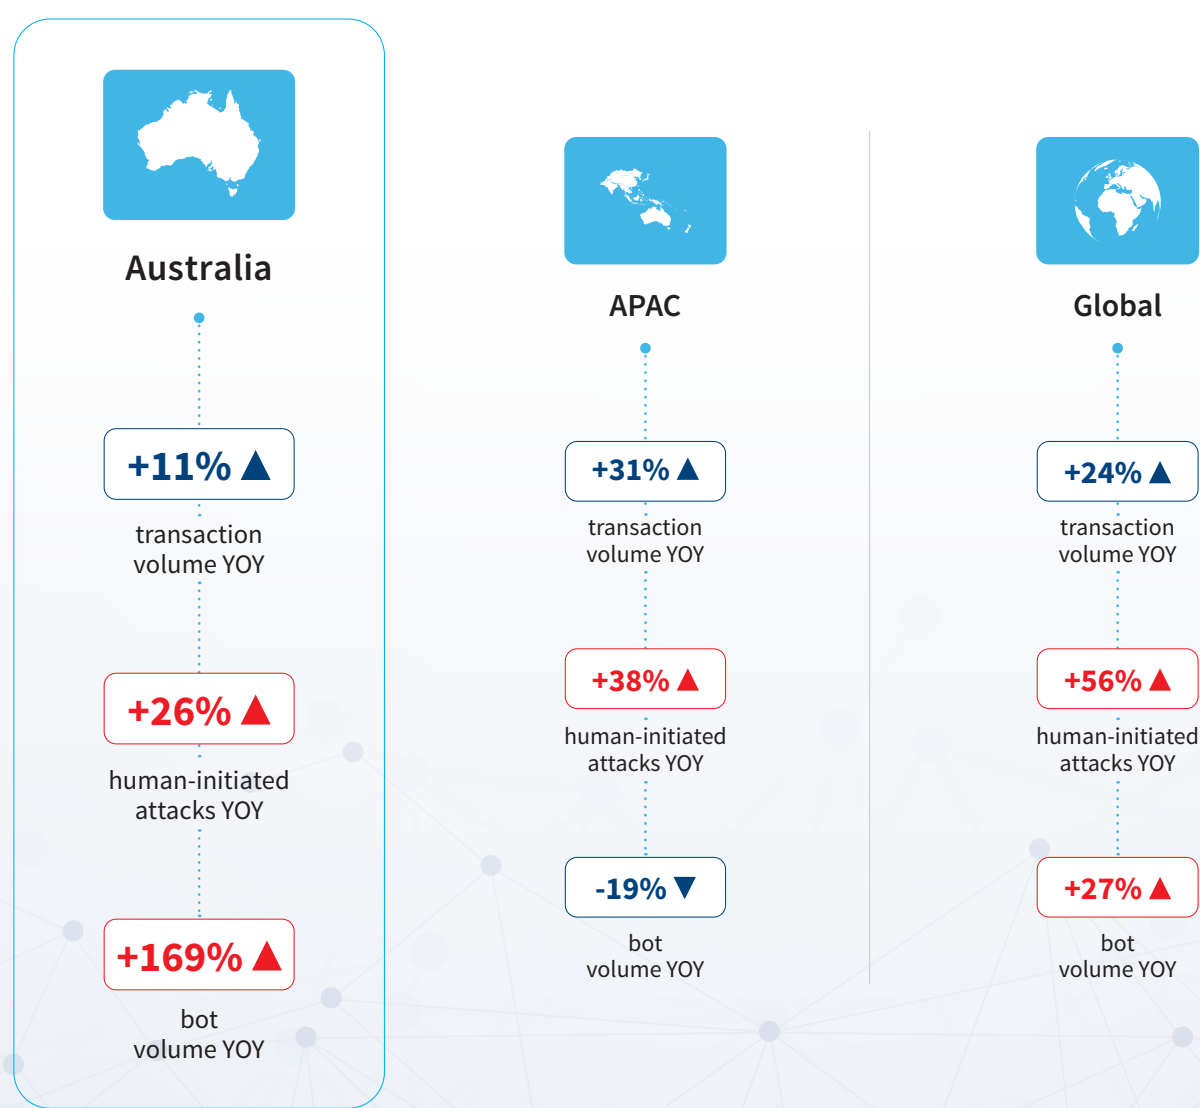 Australia
+11%
transaction
volume YOY
+26%
human-initiated
attacks YOY
+169%
bot
volume YOY
APAC
+31%
transaction
volume YOY
+38%
human-initiated
attacks YOY
-19%
bot
volume YOY
Global
+24%
transaction
volume YOY
+56%
human-initiated
attacks YOY
+27%
bot
volume YOY